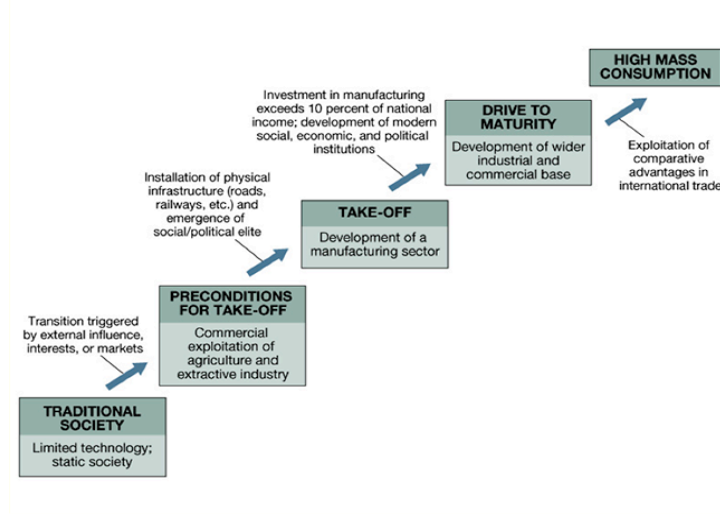 HIGH MASS
CONSUMPTION
Exploitation of
comparative
advantages in
international trade
Investment in manufacturing
exceeds 10 percent of national
income; development of modern
social, economic, and political
institutions
DRIVE TO
MATURITY
Development of wider
industrial and
commercial base
Installation of physical
infrastructure (roads,
railways, etc.) and
emergence of
social/political elite
TAKE-OFF
Development of a
manufacturing sector
Transition triggered
by external influence,
interests, or markets
PRECONDITIONS
FOR TAKE-OFF
Commercial
exploitation of
agriculture and
extractive industry
TRADITIONAL
SOCIETY
Limited technology;
static society